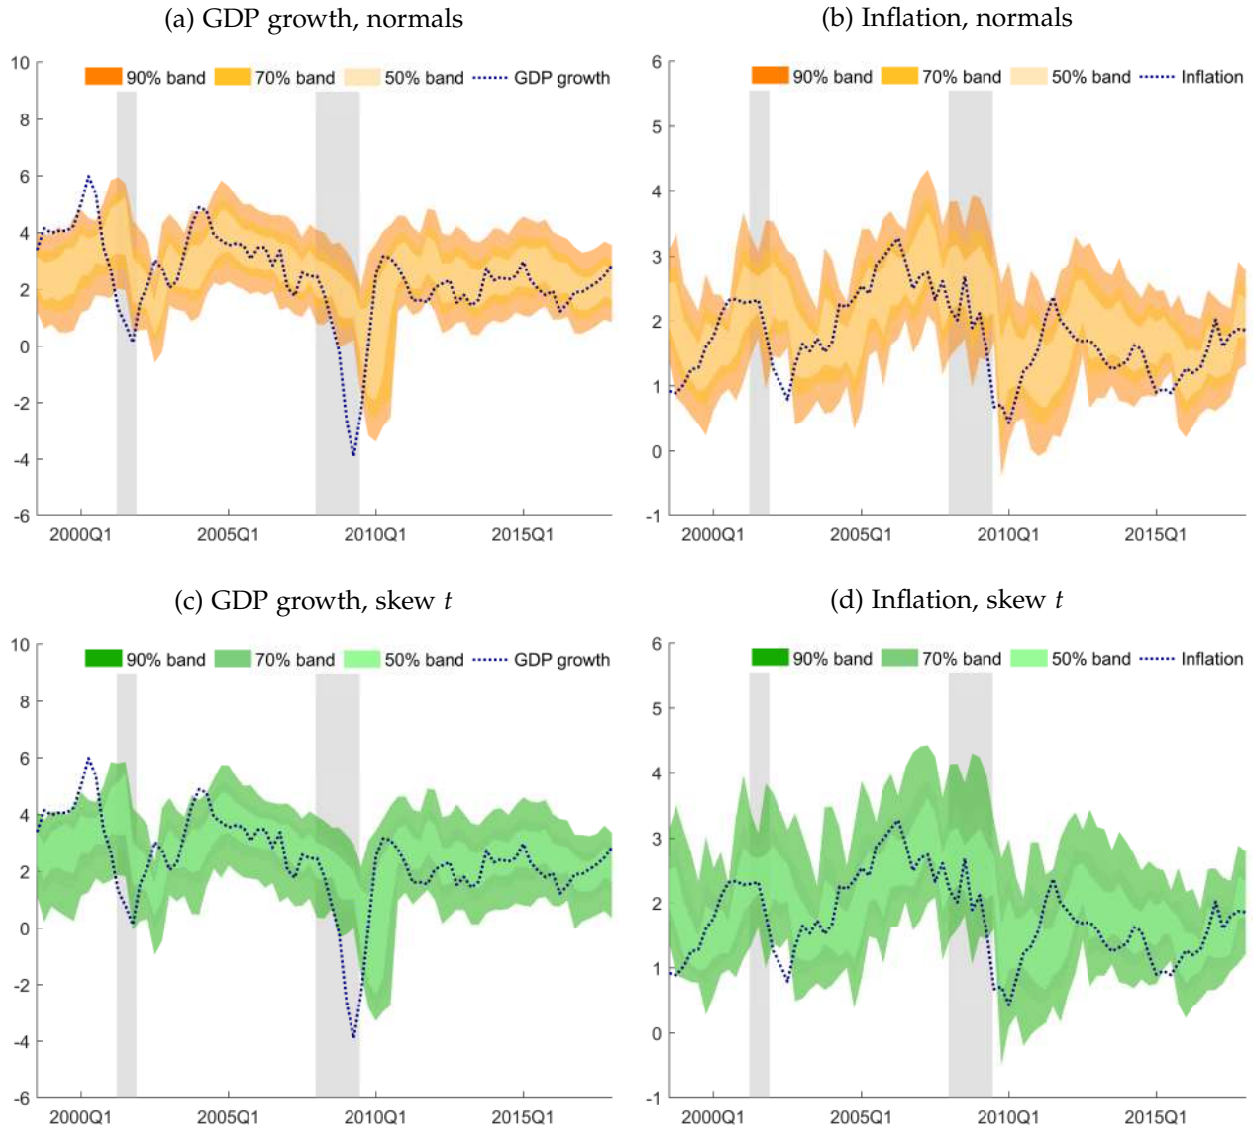 (a) GDP growth, normals
10
8
6
4
2
0
-2
-4
-6
90% band 70% band 50% band GDP growth
2000Q1 2005Q1 2010Q1 2015Q1
(b) Inflation, normals
6
5
4
3
2
1
0
-1
90% band 70% band 50% band Inflation
2000Q1 2005Q1 2010Q1 2015Q1
(c) GDP growth, skew t
10
8
6
4
2
0
-2
-4
-6
90% band 70% band 50% band GDP growth
2000Q1 2005Q1 2010Q1 2015Q1
(d) Inflation, skew t
6
5
4
3
2
1
0
-1
90% band 70% band 50% band Inflation
2000Q1 2005Q1 2010Q1 2015Q1